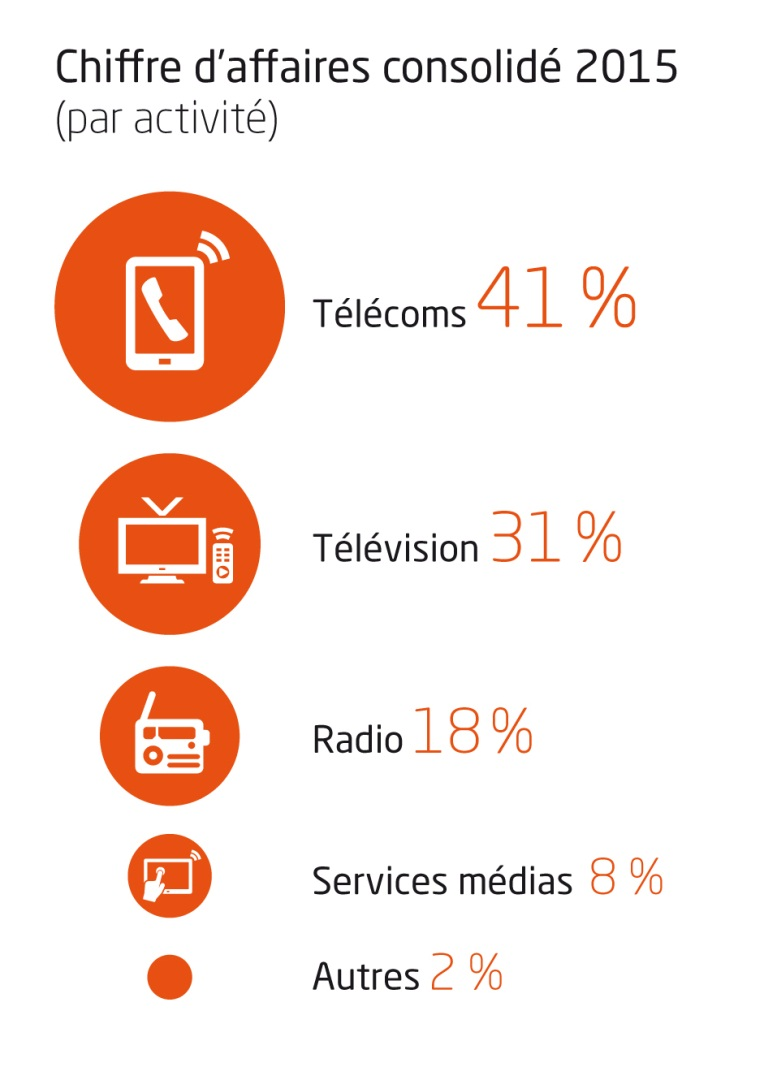 Chiffre d'affaires consolidé 2015
(par activité)
Télécoms 41 %
Télévision 31 %
Radio 18 %
Services médias 8 %
Autres 2 %